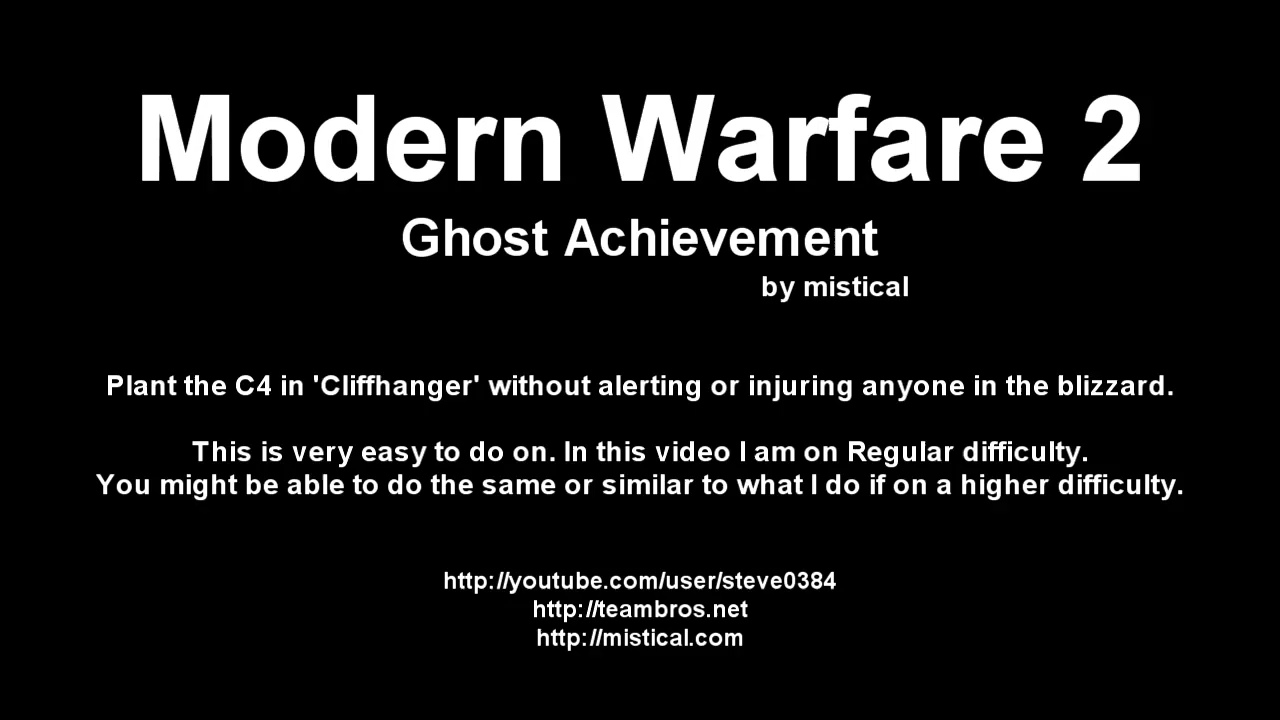 Modern Warfare 2
Ghost Achievement
by mistical
Plant the C4 in 'Cliffhanger' without alerting or injuring anyone in the blizzard.
This is very easy to do on. In this video I am on Regular difficulty.
You might be able to do the same or similar to what I do if on a higher difficulty.
http://youtube.com/user/steve0384
http://teambros.net
http://mistical.com